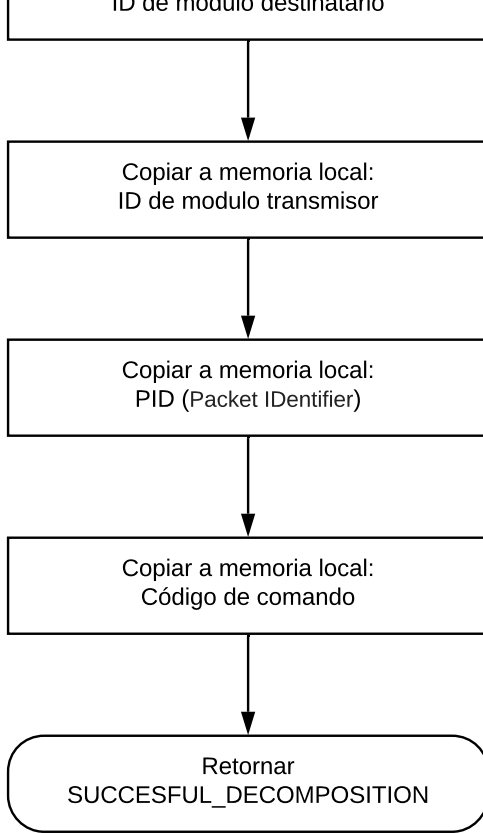 ID de modulo destinatario
Copiar a memoria local:
ID de modulo transmisor
Copiar a memoria local:
PID (Packet IDentifier)
Copiar a memoria local:
Código de comando
Retornar
SUCCESFUL_DECOMPOSITION